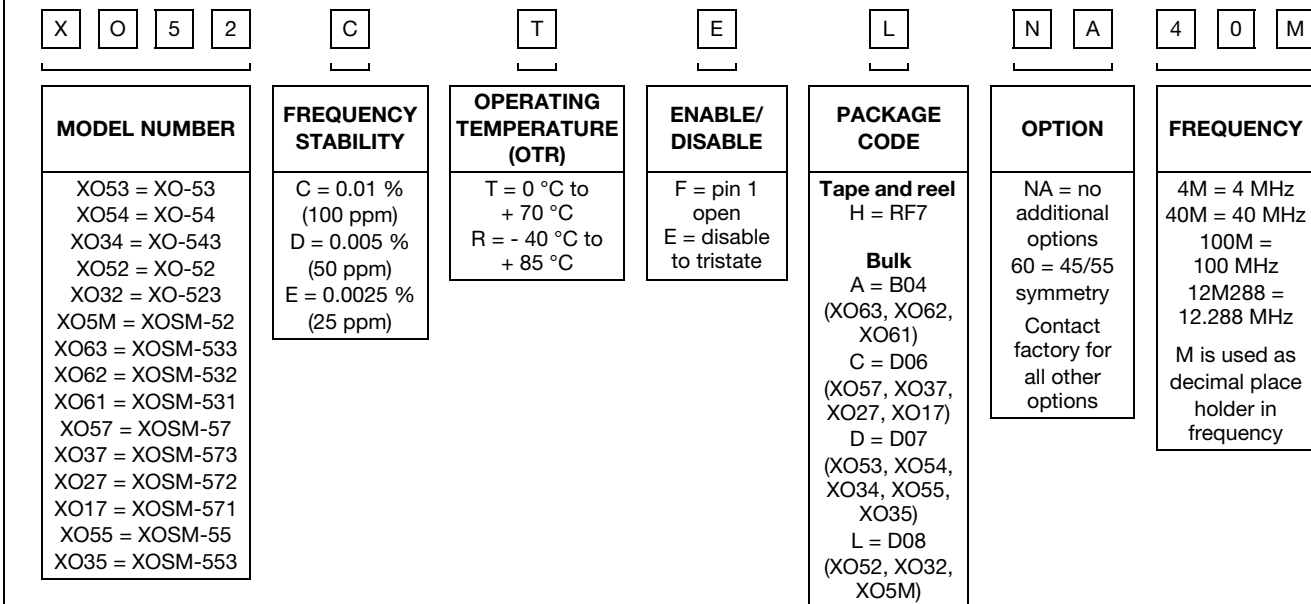 X O 5 2 C T E L N A 4 0 M
MODEL NUMBER
XO53 = XO-53
XO54 = XO-54
XO34 = XO-543
XO52 = XO-52
XO32 = XO-523
XO5M = XOSM-52
XO63 = XOSM-533
XO62 = XOSM-532
XO61 = XOSM-531
XO57 = XOSM-57
XO37 = XOSM-573
XO27 = XOSM-572
XO17 = XOSM-571
XO55 = XOSM-55
XO35 = XOSM-553
FREQUENCY
STABILITY
C = 0.01 %
(100 ppm)
D = 0.005 %
(50 ppm)
E = 0.0025 %
(25 ppm)
OPERATING
TEMPERATURE
(OTR)
T = 0 °C to
+ 70 °C
R = - 40 °C to
+ 85 °C
ENABLE/
DISABLE
F = pin 1
open
E = disable
to tristate
PACKAGE
CODE
Tape and reel
H = RF7
Bulk
A = B04
(XO63, XO62,
XO61)
C = D06
(XO57, XO37,
XO27, XO17)
D = D07
(XO53, XO54,
XO34, XO55,
XO35)
L = D08
(XO52, XO32,
XO5M)
OPTION
NA = no
additional
options
60 = 45/55
symmetry
Contact
factory for
all other
options
FREQUENCY
4M = 4 MHz
40M = 40 MHz
100M =
100 MHz
12M288 =
12.288 MHz
M is used as
decimal place
holder in
frequency